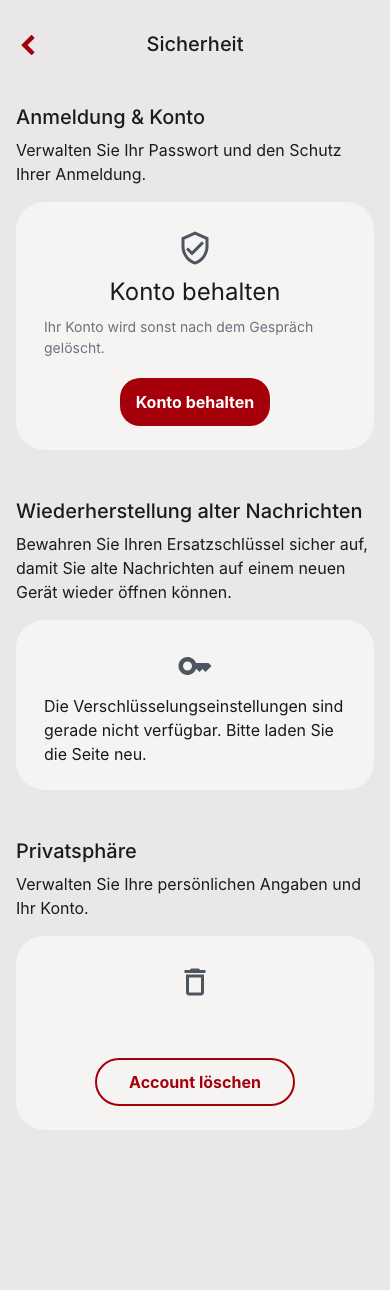 Sicherheit
Anmeldung & Konto
Verwalten Sie Ihr Passwort und den Schutz
Ihrer Anmeldung.
Konto behalten
Ihr Konto wird sonst nach dem Gespräch
gelöscht.
Konto behalten
Wiederherstellung alter Nachrichten
Bewahren Sie Ihren Ersatzschlüssel sicher auf,
damit Sie alte Nachrichten auf einem neuen
Gerät wieder öffnen können.
Die Verschlüsselungseinstellungen sind
gerade nicht verfügbar. Bitte laden Sie
die Seite neu.
Privatsphäre
Verwalten Sie Ihre persönlichen Angaben und
Ihr Konto.
Account löschen